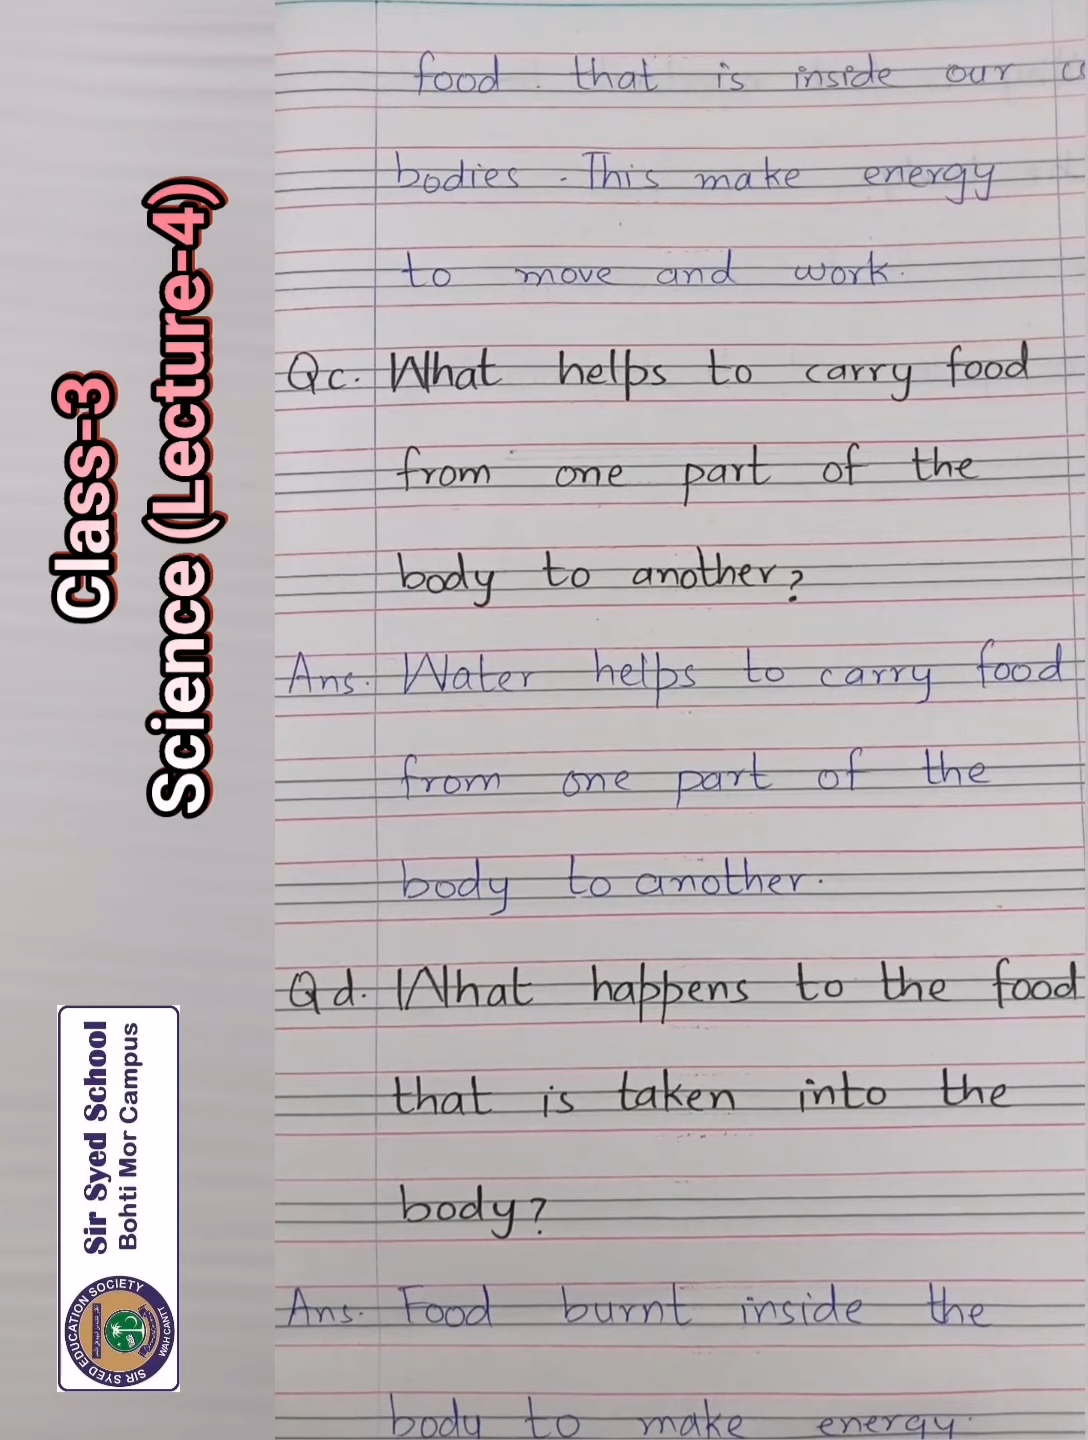 Class-3
Science (Lecture-4)
Sir Syed School
Bohti Mor Campus
SIR SYED EDUCATION SOCIETY
WAH CANTT
food that is inside our
bodies. This make energy
to move and work.
Qc. What helps to carry food
from one part of the
body to another?
Ans. Water helps to carry food
from one part of the
body to another.
Qd. What happens to the food
that is taken into the
body?
Ans. Food burnt inside the
body to make energy.